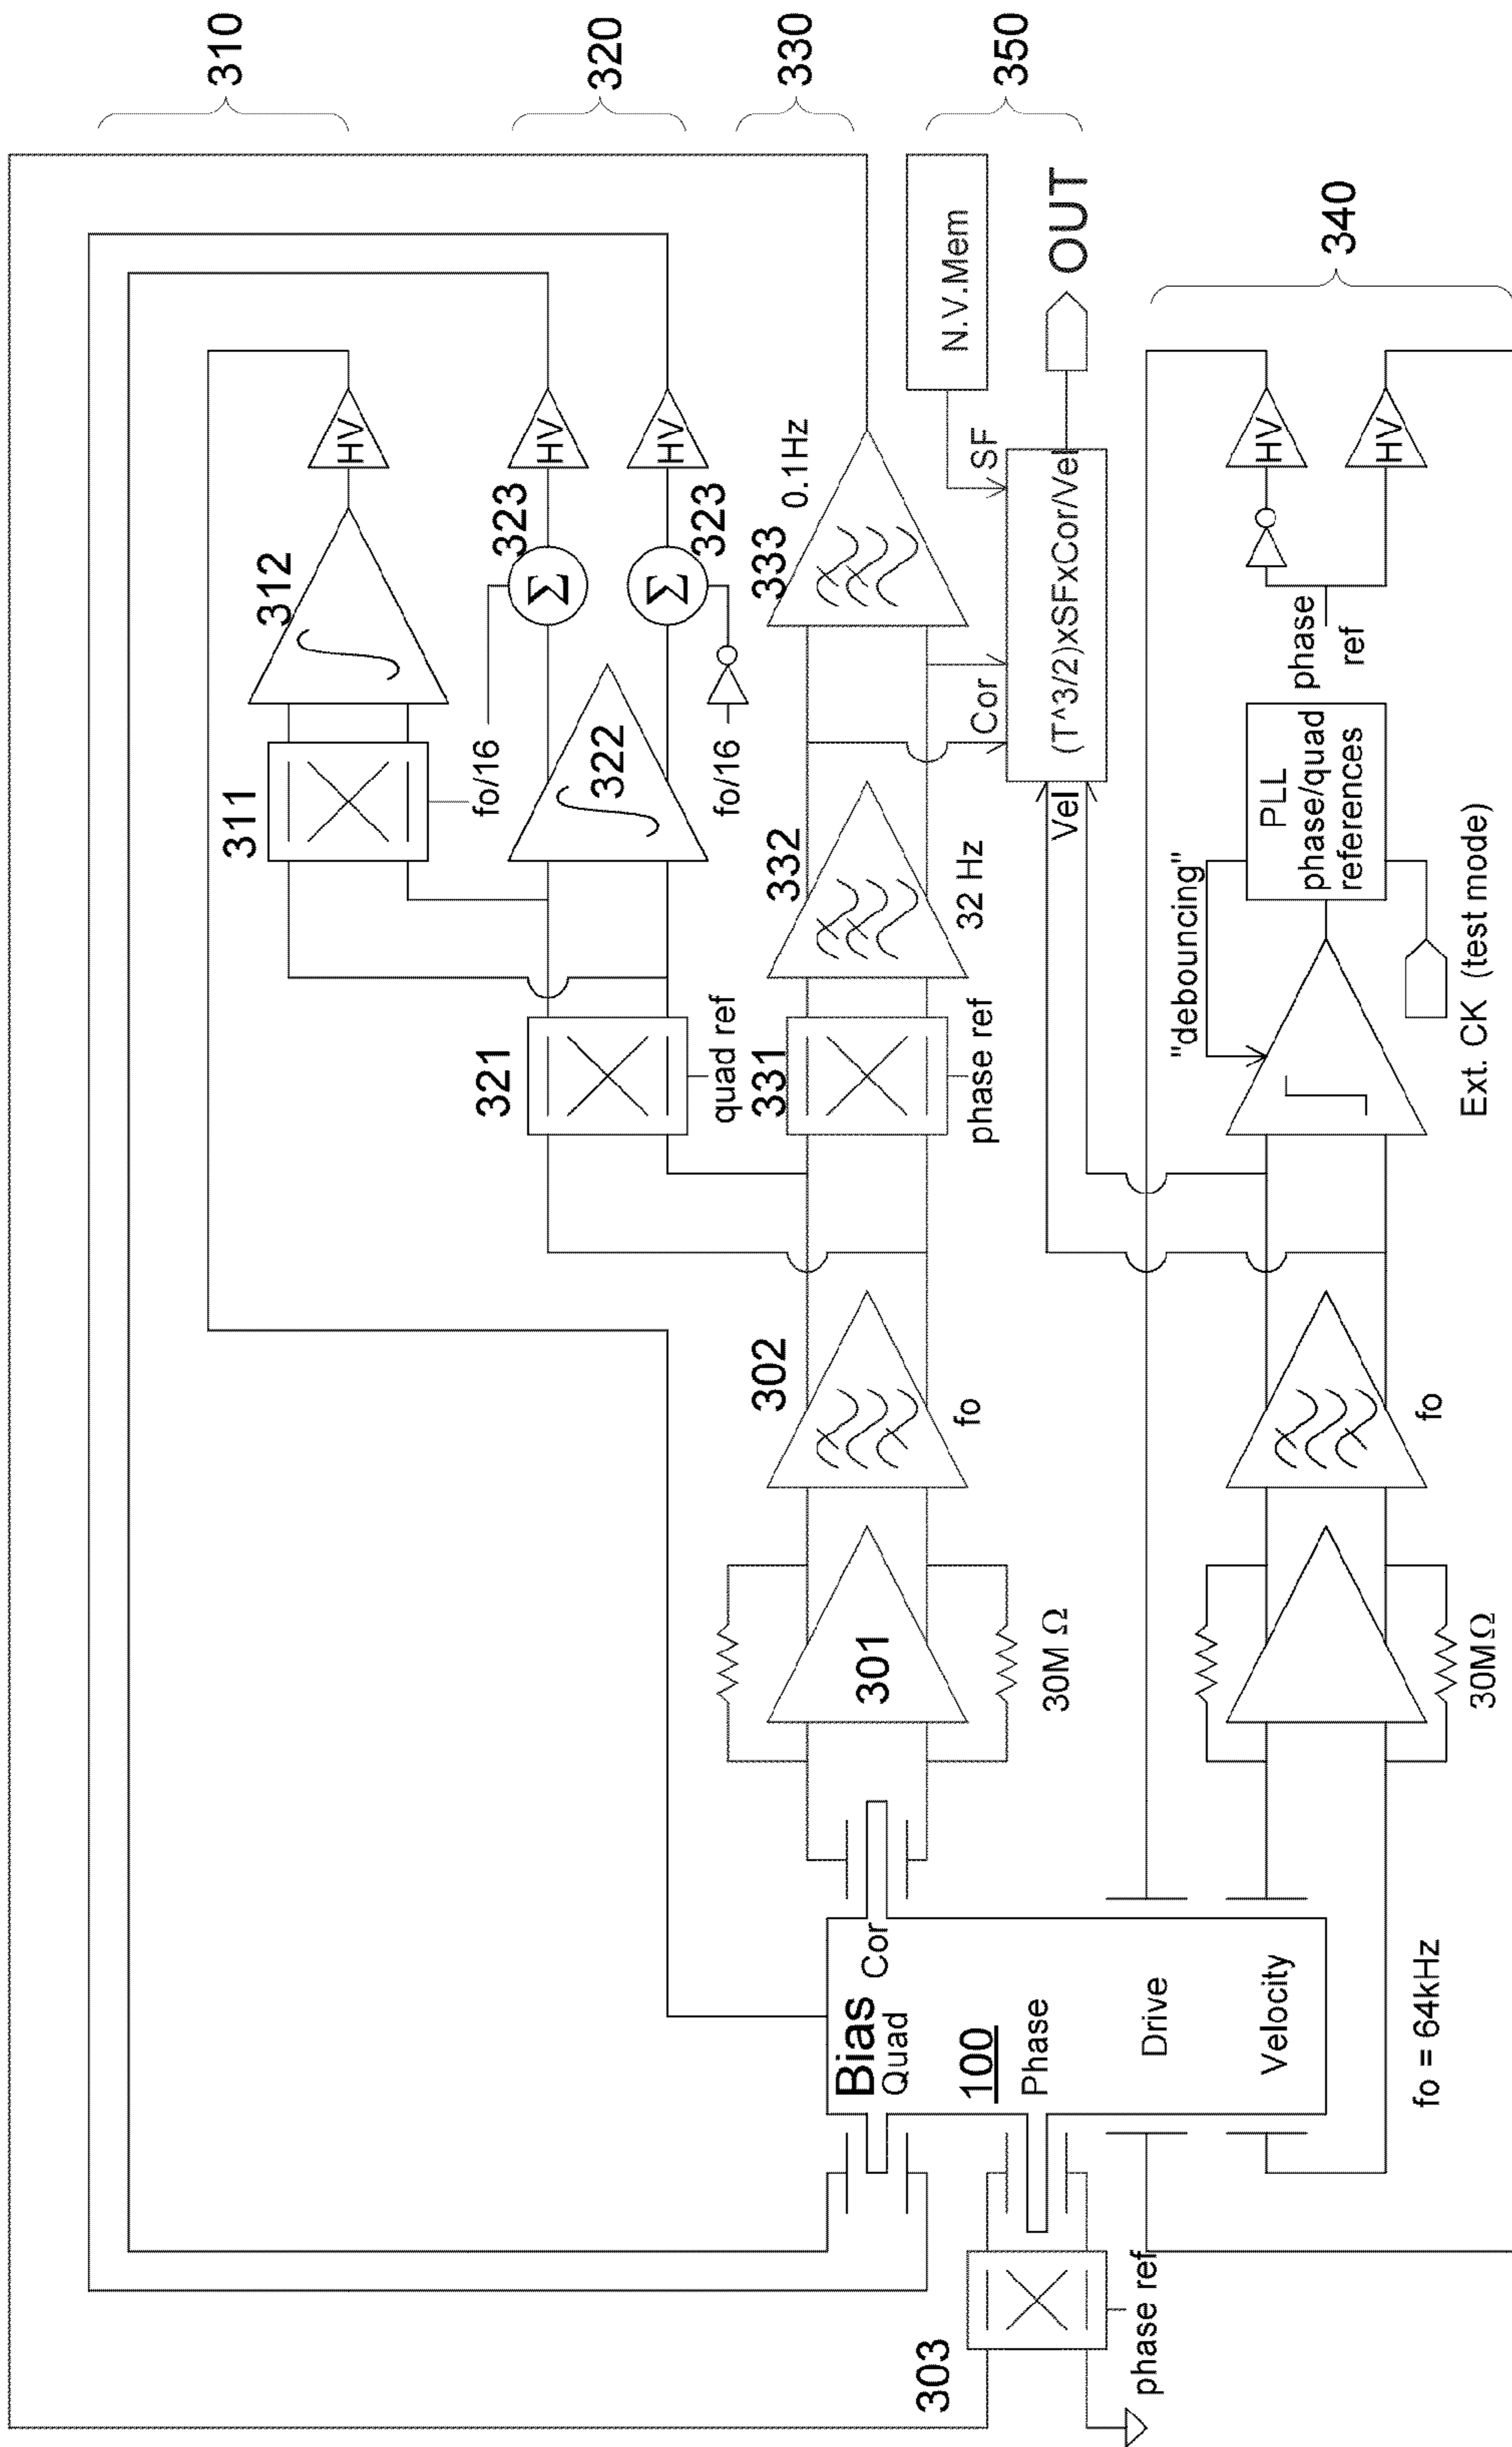 310
320
330
350
340
312
HV
311
fo/16
323
Σ
HV
323
Σ
HV
fo/16
322
321
quad ref
333
0.1Hz
332
32 Hz
331
phase ref
302
fo
301
30M Ω
N.V.Mem
SF
OUT
Cor
(T^3/2)xSFxCor/Vel
Vel
HV
HV
phase
ref
PLL
phase/quad
references
"debouncing"
Ext. CK (test mode)
fo
30MΩ
Bias
Cor
Quad
100
Phase
Drive
Velocity
fo = 64kHz
303
phase ref